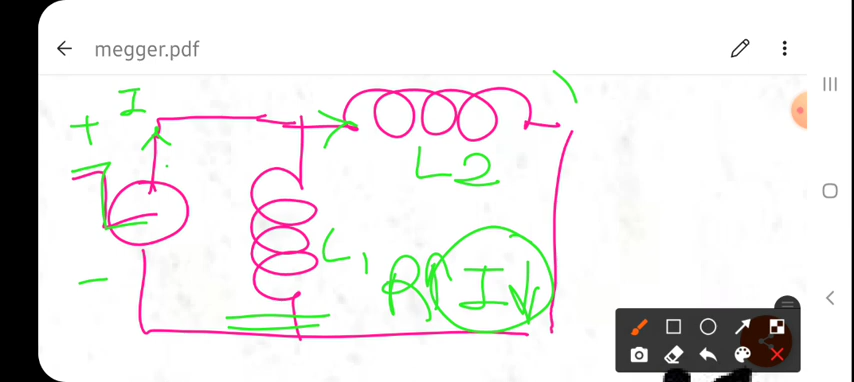 megger.pdf
I
+
L2
L1
-
R↑ I↓